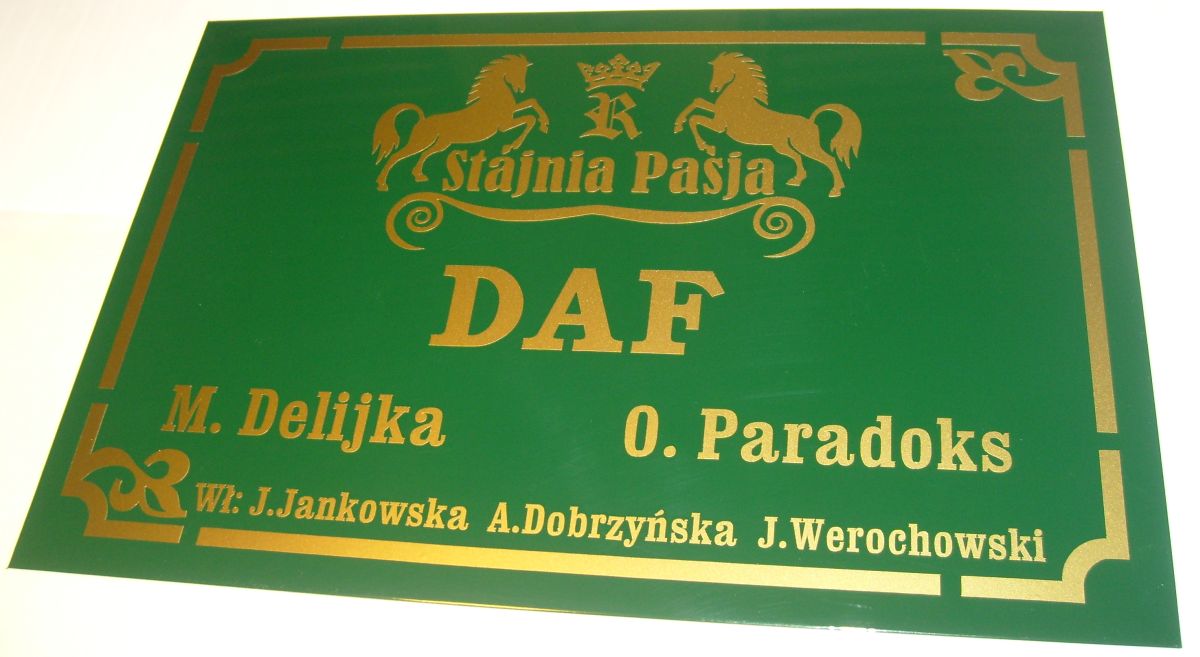 R
Stajnia Pasja
DAF
M. Delijka O. Paradoks
Wł: J.Jankowska A.Dobrzyńska J.Werochowski